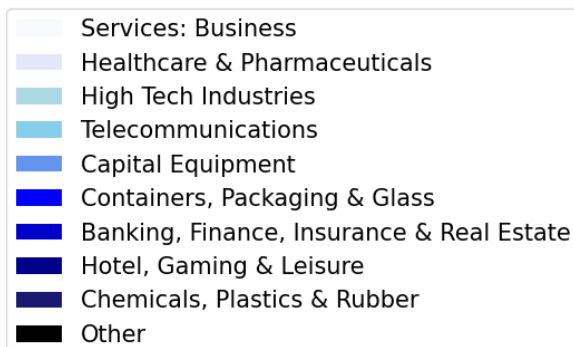 Services: Business
Healthcare & Pharmaceuticals
High Tech Industries
Telecommunications
Capital Equipment
Containers, Packaging & Glass
Banking, Finance, Insurance & Real Estate
Hotel, Gaming & Leisure
Chemicals, Plastics & Rubber
Other